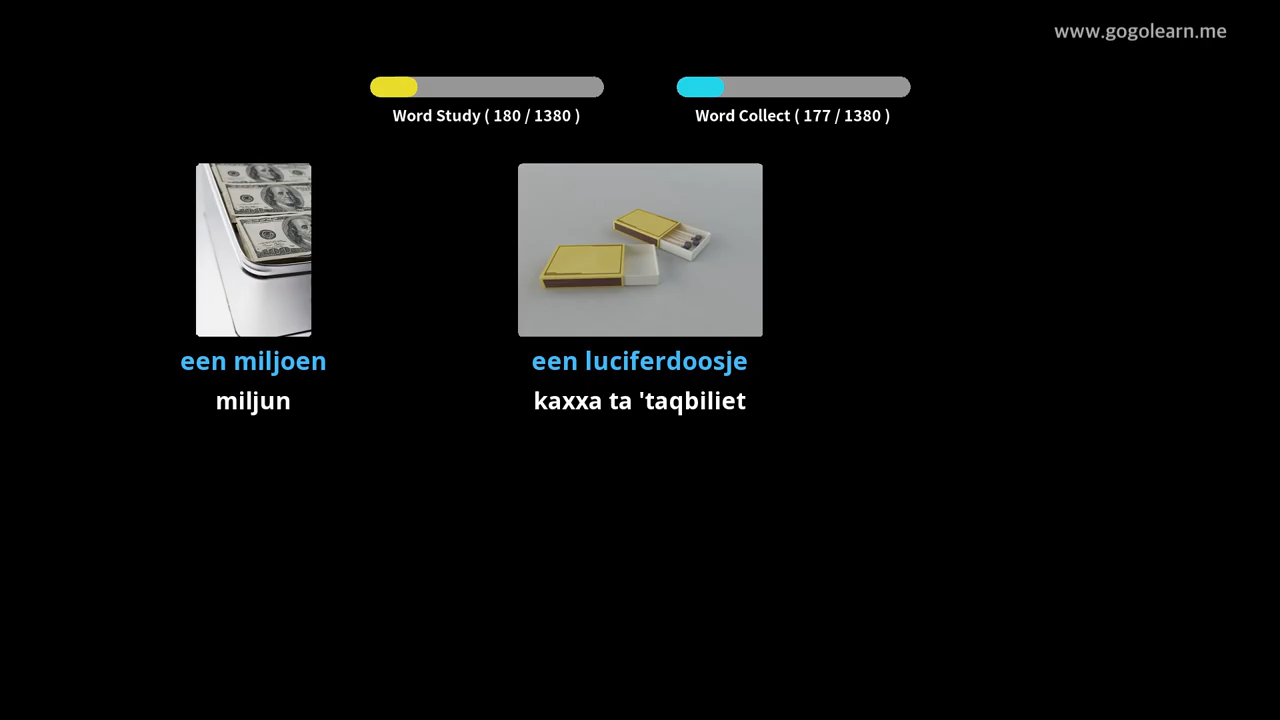 www.gogolearn.me
Word Study ( 180 / 1380 )
Word Collect ( 177 / 1380 )
een miljoen
miljun
een luciferdoosje
kaxxa ta 'taqbiliet